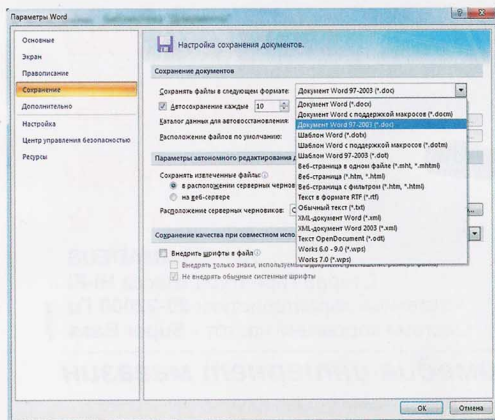 Параметры Word
Основные
Экран
Правописание
Сохранение
Дополнительно
Настройка
Центр управления безопасностью
Ресурсы
Настройка сохранения документов.
Сохранение документов
Сохранять файлы в следующем формате: Документ Word 97-2003 (*.doc)
Автосохранение каждые 10
Каталог данных для автовосстановления:
Расположение файлов по умолчанию:
Документ Word (*.docx)
Документ Word с поддержкой макросов (*.docm)
Документ Word 97-2003 (*.doc)
Шаблон Word (*.dotx)
Шаблон Word с поддержкой макросов (*.dotm)
Шаблон Word 97-2003 (*.dot)
Веб-страница в одном файле (*.mht, *.mhtml)
Веб-страница (*.htm, *.html)
Веб-страница с фильтром (*.htm, *.html)
Текст в формате RTF (*.rtf)
Обычный текст (*.txt)
XML-документ Word (*.xml)
XML-документ Word 2003 (*.xml)
Текст OpenDocument (*.odt)
Works 6.0 - 9.0 (*.wps)
Works 7.0 (*.wps)
Параметры автономного редактирования
Сохранять извлеченные файлы:
в расположении серверных чернов
на веб-сервере
Расположение серверных черновиков:
Сохранение качества при совместном испо
Внедрить шрифты в файл
Внедрять только знаки, используемые
Не внедрять обычные системные шрифты
ОК
Отмена